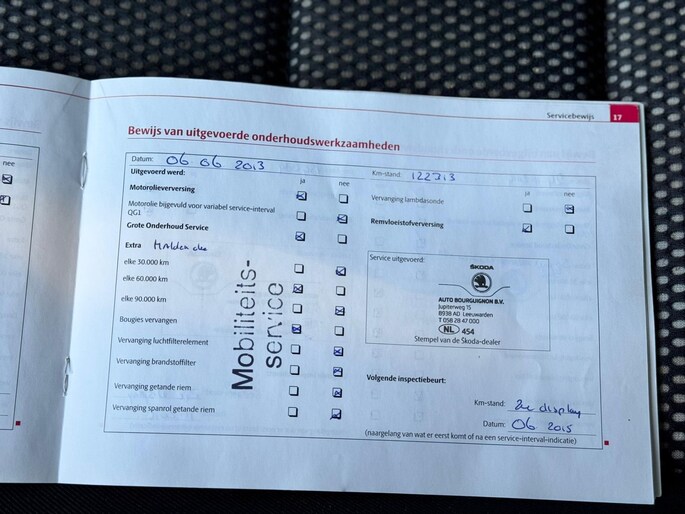 nee
Servicebewijs 17
Bewijs van uitgevoerde onderhoudswerkzaamheden
Datum: 06 06 2013
Km-stand: 122713
Uitgevoerd werd:
ja nee
ja nee
Motorolieverversing
Vervanging lambdasonde
Motorolie bijgevuld voor variabel service-interval
QG1
Remvloeistofverversing
Grote Onderhoud Service
Extra
elke 30.000 km
elke 60.000 km
elke 90.000 km
Bougies vervangen
Vervanging luchtfilterelement
Vervanging brandstoffilter
Vervanging getande riem
Vervanging spanrol getande riem
Mobiliteits-
service
Service uitgevoerd:
ŠKODA
AUTO BOURGUIGNON B.V.
Jupiterweg 15
8938 AD Leeuwarden
T 058 28 47 000
NL 454
Stempel van de Škoda-dealer
Volgende inspectiebeurt:
Km-stand: Zie display
Datum: 06 2015
(naargelang van wat er eerst komt of na een service-interval-indicatie)